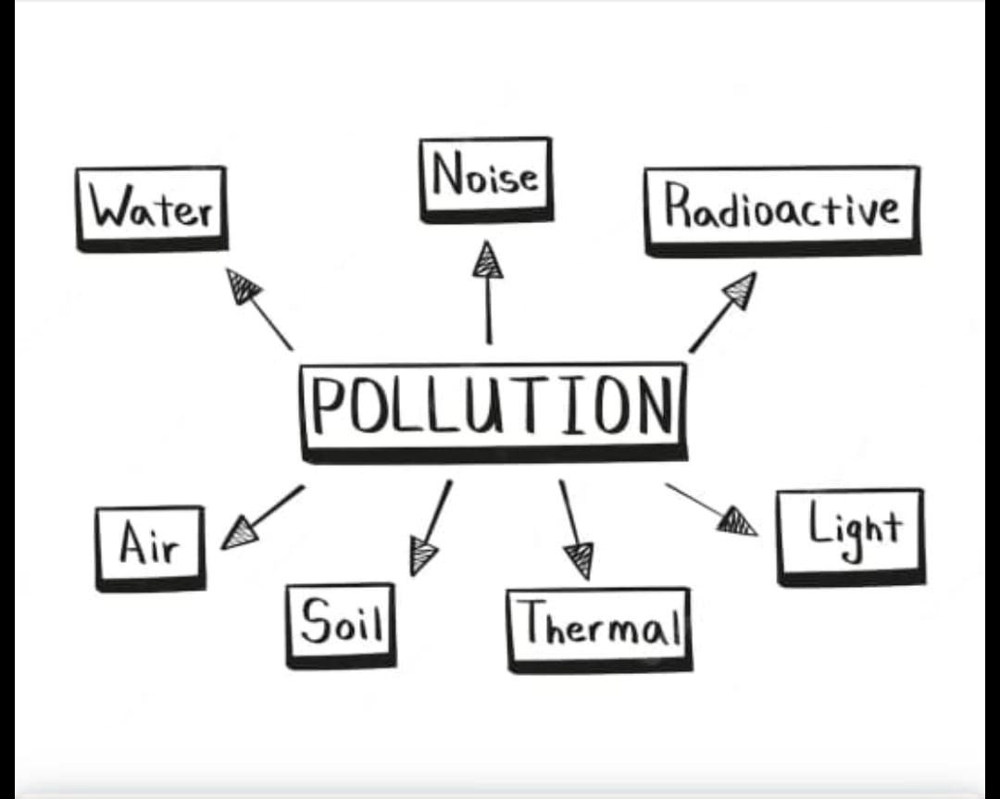 Water
Noise
Radioactive
POLLUTION
Air
Soil
Thermal
Light